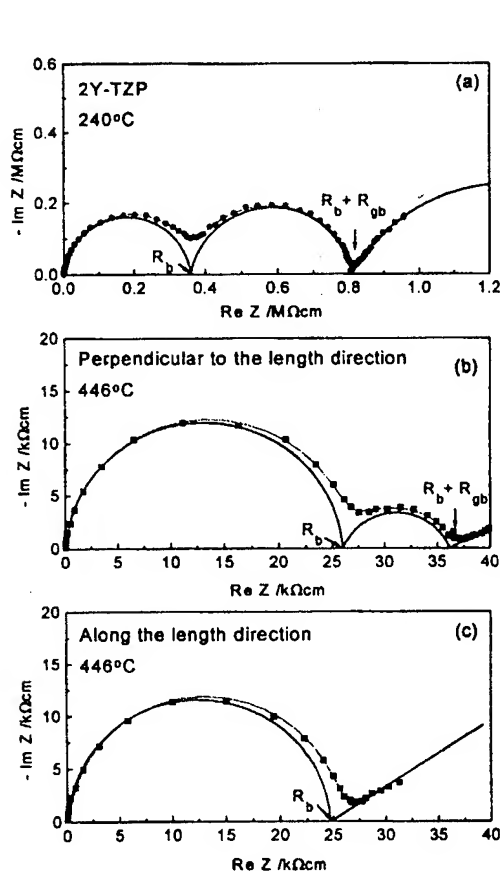 0.6
2Y-TZP
(a)
240ºC
0.4
- Im Z /MΩcm
0.2
R_b + R_gb
R_b
0.0
0.0 0.2 0.4 0.6 0.8 1.0 1.2
Re Z /MΩcm
20
Perpendicular to the length direction
(b)
446ºC
15
- Im Z /kΩcm
10
5
R_b + R_gb
R_b
0
0 5 10 15 20 25 30 35 40
Re Z /kΩcm
20
Along the length direction
(c)
446ºC
15
- Im Z /kΩcm
10
5
R_b
0
0 5 10 15 20 25 30 35 40
Re Z /kΩcm